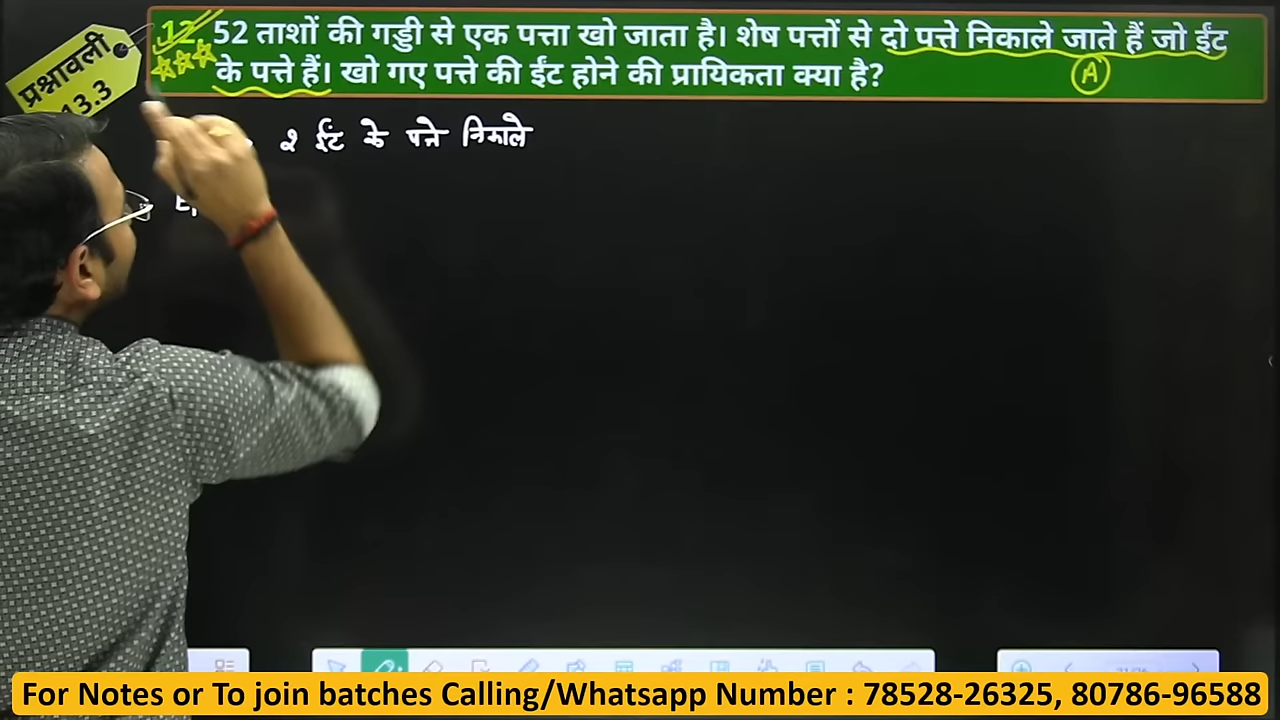 प्रश्नावली
13.3
12. 52 ताशों की गड्डी से एक पत्ता खो जाता है। शेष पत्तों से दो पत्ते निकाले जाते हैं जो ईंट
के पत्ते हैं। खो गए पत्ते की ईंट होने की प्रायिकता क्या है?
A
2 ईंट के पत्ते निकाले
E₁
For Notes or To join batches Calling/Whatsapp Number : 78528-26325, 80786-96588